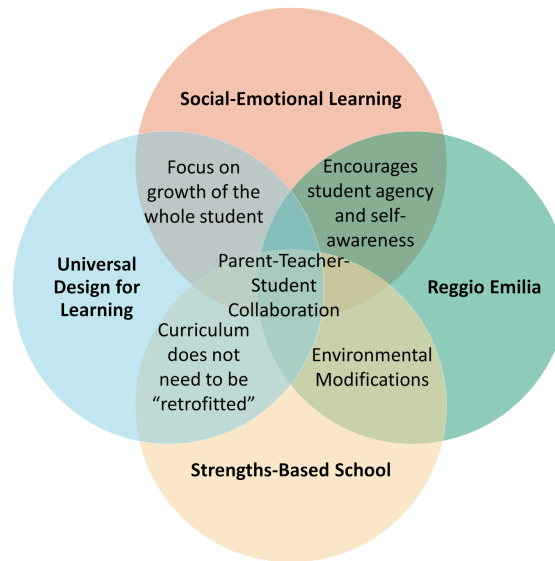 Social-Emotional Learning
Focus on
growth of the
whole student
Encourages
student agency
and self-
awareness
Universal
Design for
Learning
Parent-Teacher-
Student
Collaboration
Reggio Emilia
Curriculum
does not
need to be
“retrofitted”
Environmental
Modifications
Strengths-Based School